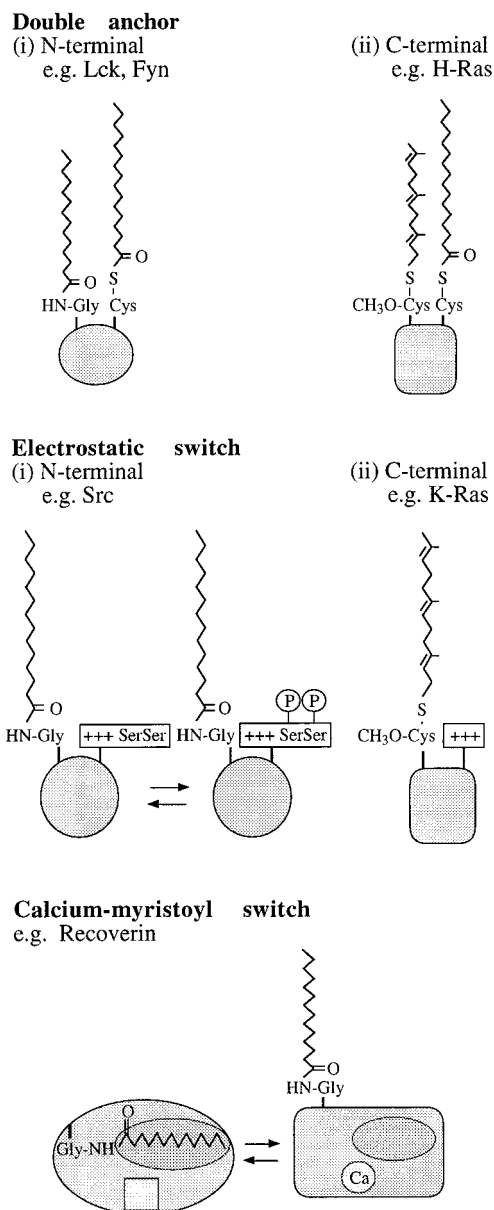 Double anchor
(i) N-terminal
e.g. Lck, Fyn
(ii) C-terminal
e.g. H-Ras
O
O
S
HN-Gly Cys
O
S S
CH3O-Cys Cys
Electrostatic switch
(i) N-terminal
e.g. Src
(ii) C-terminal
e.g. K-Ras
O
HN-Gly +++ SerSer
O
P P
HN-Gly +++ SerSer
S
CH3O-Cys +++
Calcium-myristoyl switch
e.g. Recoverin
O
Gly-NH
O
HN-Gly
Ca